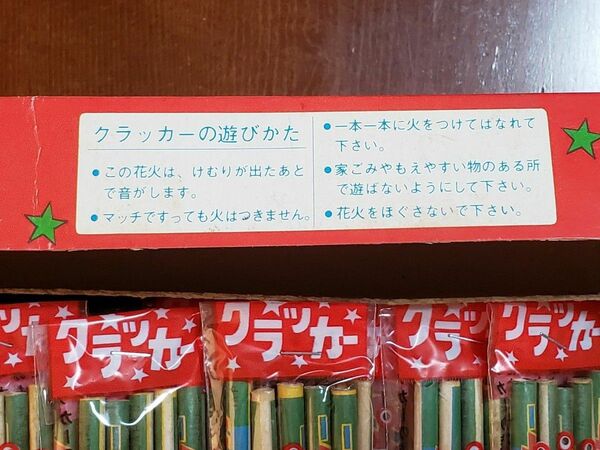 クラッカーの遊びかた
●この花火は、けむりが出たあと
で音がします。
●マッチですっても火はつきません。
●一本一本に火をつけてはなれて
下さい。
●家ごみやもえやすい物のある所
で遊ばないようにして下さい。
●花火をほぐさないで下さい。
クラッカー
クラッカー
クラッカー
クラッカー
クラッカー